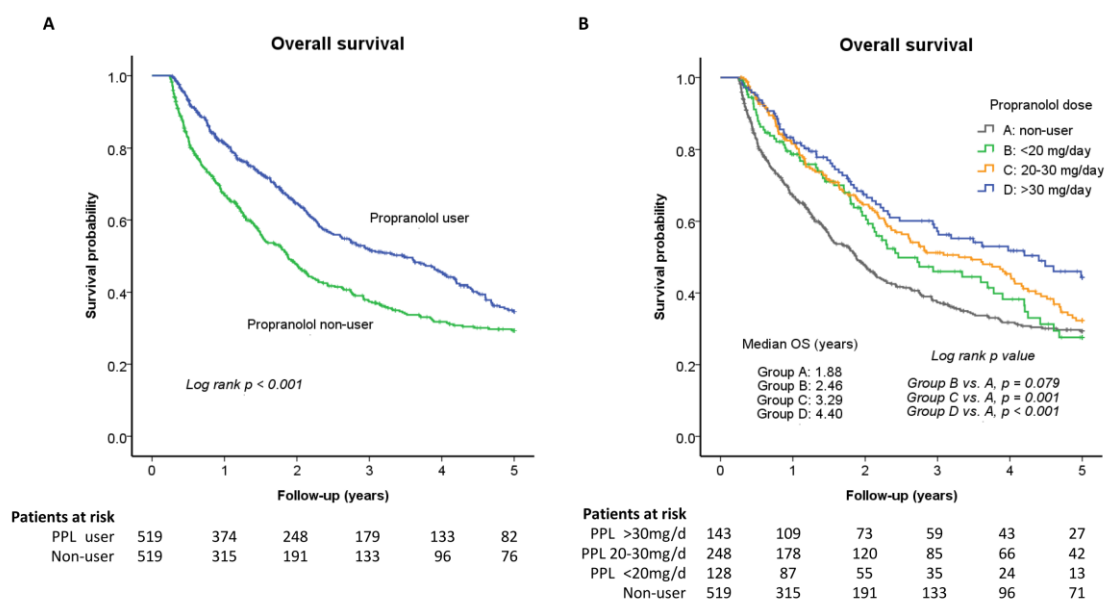 A
Overall survival
1.0
0.8
0.6
0.4
0.2
0.0
Survival probability
Propranolol user
Propranolol non-user
Log rank p < 0.001
0 1 2 3 4 5
Follow-up (years)
Patients at risk
PPL user 519 374 248 179 133 82
Non-user 519 315 191 133 96 76
B
Overall survival
1.0
0.8
0.6
0.4
0.2
0.0
Survival probability
Propranolol dose
A: non-user
B: <20 mg/day
C: 20-30 mg/day
D: >30 mg/day
Median OS (years)
Group A: 1.88
Group B: 2.46
Group C: 3.29
Group D: 4.40
Log rank p value
Group B vs. A, p = 0.079
Group C vs. A, p = 0.001
Group D vs. A, p < 0.001
0 1 2 3 4 5
Follow-up (years)
Patients at risk
PPL >30mg/d 143 109 73 59 43 27
PPL 20-30mg/d 248 178 120 85 66 42
PPL <20mg/d 128 87 55 35 24 13
Non-user 519 315 191 133 96 71